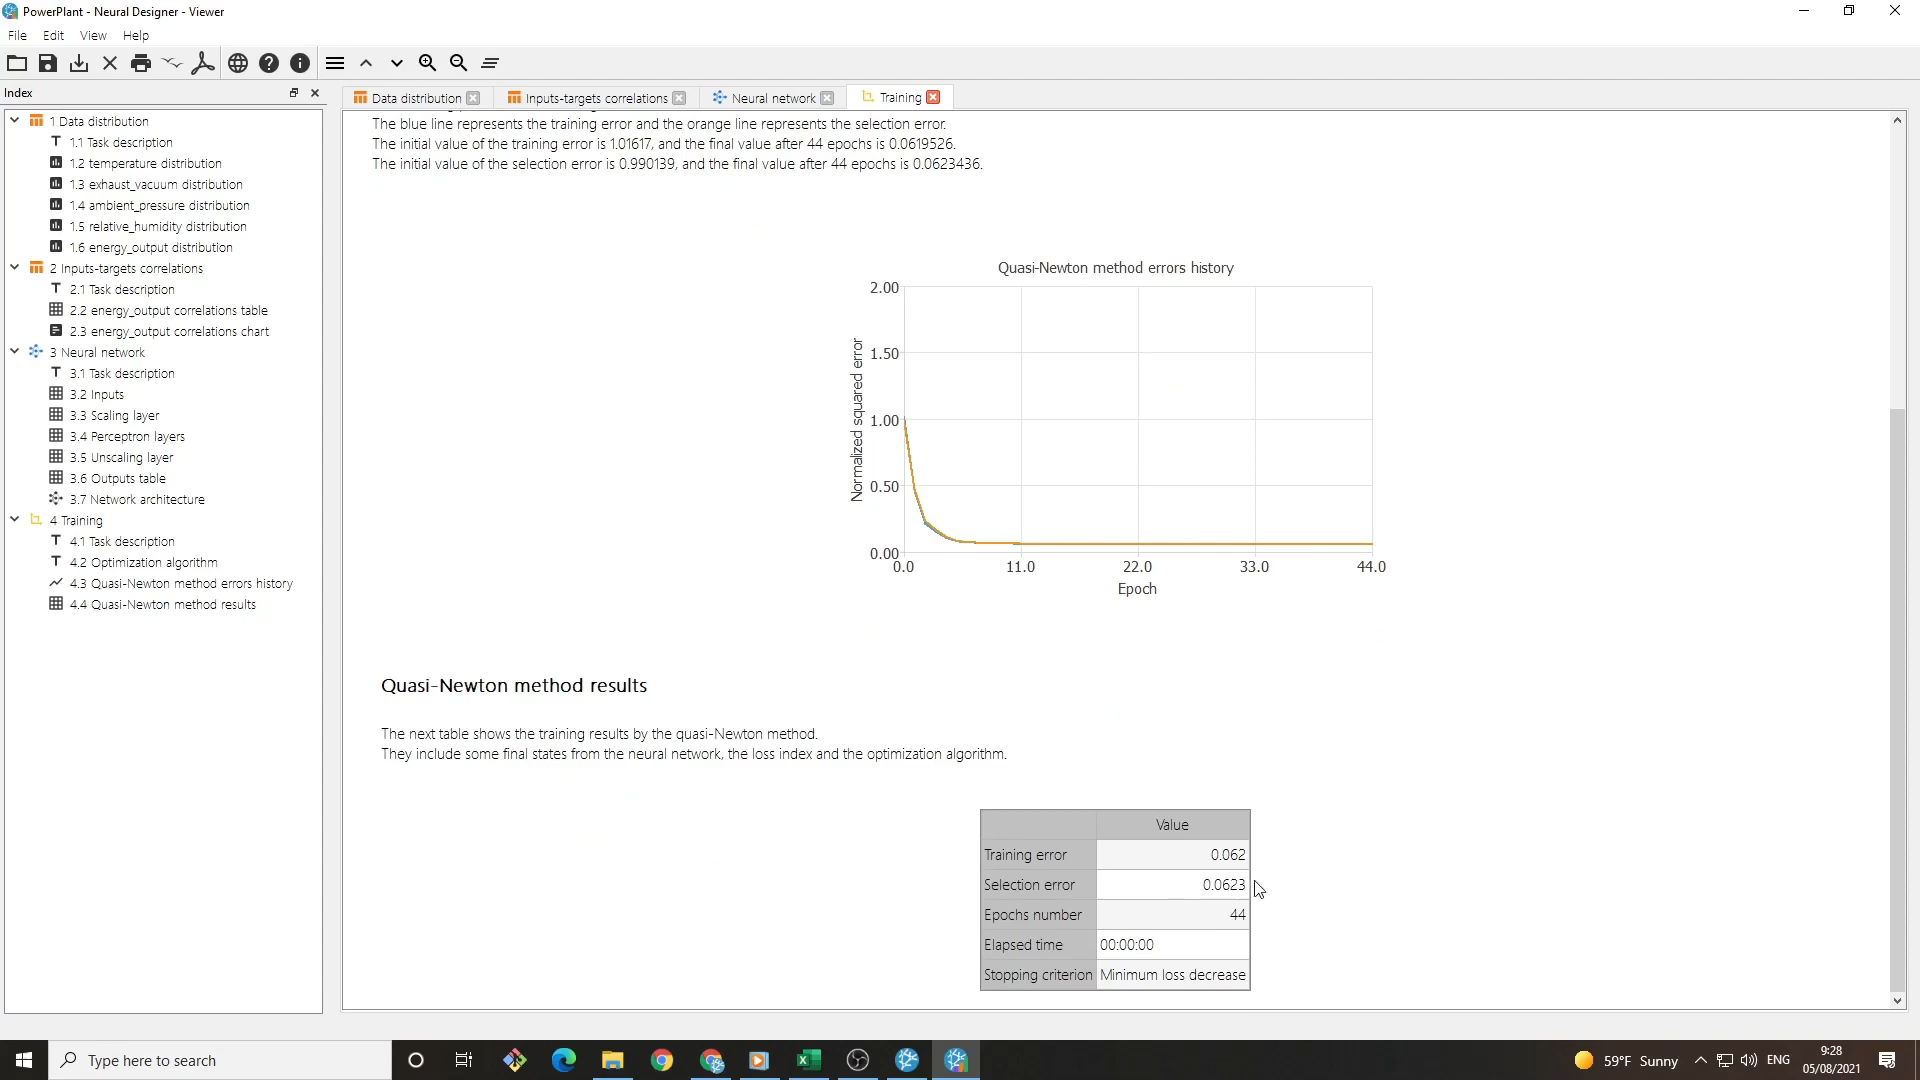 PowerPlant - Neural Designer - Viewer
File Edit View Help
Index
1 Data distribution
1.1 Task description
1.2 temperature distribution
1.3 exhaust_vacuum distribution
1.4 ambient_pressure distribution
1.5 relative_humidity distribution
1.6 energy_output distribution
2 Inputs-targets correlations
2.1 Task description
2.2 energy_output correlations table
2.3 energy_output correlations chart
3 Neural network
3.1 Task description
3.2 Inputs
3.3 Scaling layer
3.4 Perceptron layers
3.5 Unscaling layer
3.6 Outputs table
3.7 Network architecture
4 Training
4.1 Task description
4.2 Optimization algorithm
4.3 Quasi-Newton method errors history
4.4 Quasi-Newton method results
Data distribution Inputs-targets correlations Neural network Training
The blue line represents the training error and the orange line represents the selection error.
The initial value of the training error is 1.01617, and the final value after 44 epochs is 0.0619526.
The initial value of the selection error is 0.990139, and the final value after 44 epochs is 0.0623436.
Quasi-Newton method errors history
Normalized squared error
2.00
1.50
1.00
0.50
0.00
0.0 11.0 22.0 33.0 44.0
Epoch
Quasi-Newton method results
The next table shows the training results by the quasi-Newton method.
They include some final states from the neural network, the loss index and the optimization algorithm.
Value
Training error 0.062
Selection error 0.0623
Epochs number 44
Elapsed time 00:00:00
Stopping criterion Minimum loss decrease
Type here to search
59°F Sunny
ENG
9:28
05/08/2021